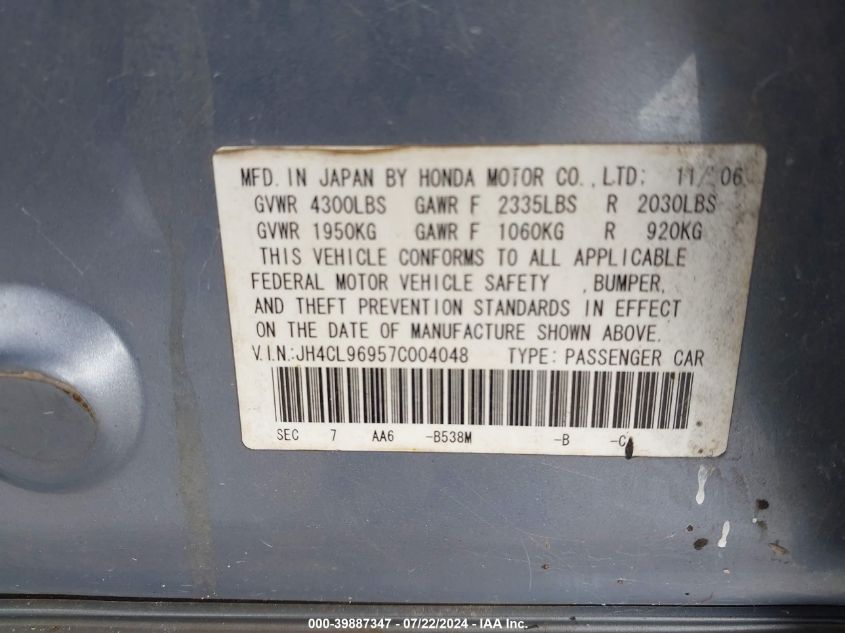 MFD. IN JAPAN BY HONDA MOTOR CO., LTD: 11/ 06
GVWR 4300LBS GAWR F 2335LBS R 2030LBS
GVWR 1950KG GAWR F 1060KG R 920KG
THIS VEHICLE CONFORMS TO ALL APPLICABLE
FEDERAL MOTOR VEHICLE SAFETY , BUMPER,
AND THEFT PREVENTION STANDARDS IN EFFECT
ON THE DATE OF MANUFACTURE SHOWN ABOVE.
V.I.N.:JH4CL96957C004048 TYPE: PASSENGER CAR
SEC 7 AA6 -B538M -B -C
000-39887347 - 07/22/2024 - IAA Inc.